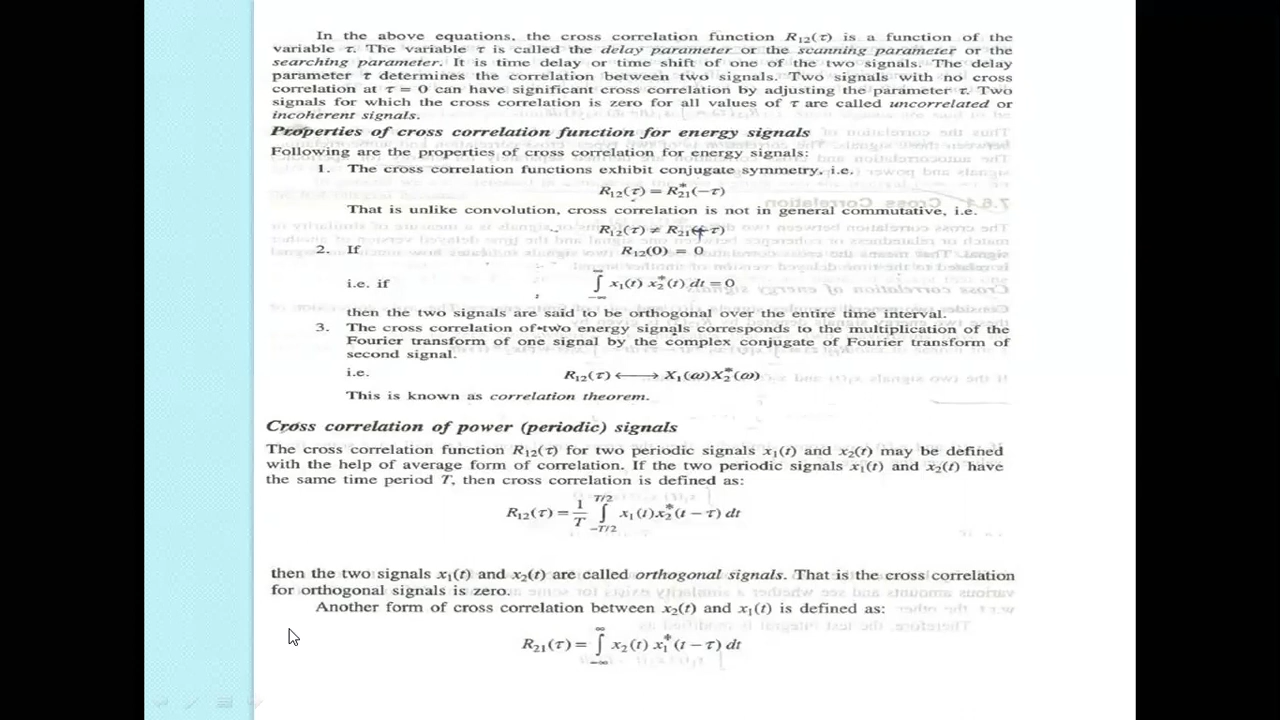 In the above equations, the cross correlation function R₁₂(τ) is a function of the
variable τ. The variable τ is called the delay parameter or the scanning parameter or the
searching parameter. It is time delay or time shift of one of the two signals. The delay
parameter τ determines the correlation between two signals. Two signals with no cross
correlation at τ = 0 can have significant cross correlation by adjusting the parameter τ. Two
signals for which the cross correlation is zero for all values of τ are called uncorrelated or
incoherent signals.
Properties of cross correlation function for energy signals
Following are the properties of cross correlation for energy signals:
1. The cross correlation functions exhibit conjugate symmetry, i.e.
R₁₂(τ) = R₂₁*(−τ)
That is unlike convolution, cross correlation is not in general commutative, i.e.
R₁₂(τ) ≠ R₂₁(−τ)
2. If R₁₂(0) = 0
i.e. if ∫_{−∞}^{∞} x₁(t) x₂*(t) dt = 0
then the two signals are said to be orthogonal over the entire time interval.
3. The cross correlation of two energy signals corresponds to the multiplication of the
Fourier transform of one signal by the complex conjugate of Fourier transform of
second signal.
i.e. R₁₂(τ) ⟷ X₁(ω)X₂*(ω)
This is known as correlation theorem.
Cross correlation of power (periodic) signals
The cross correlation function R₁₂(τ) for two periodic signals x₁(t) and x₂(t) may be defined
with the help of average form of correlation. If the two periodic signals x₁(t) and x₂(t) have
the same time period T, then cross correlation is defined as:
R₁₂(τ) = 1/T ∫_{−T/2}^{T/2} x₁(t)x₂*(t − τ) dt
then the two signals x₁(t) and x₂(t) are called orthogonal signals. That is the cross correlation
for orthogonal signals is zero.
Another form of cross correlation between x₂(t) and x₁(t) is defined as:
R₂₁(τ) = ∫_{−∞}^{∞} x₂(t) x₁*(t − τ) dt